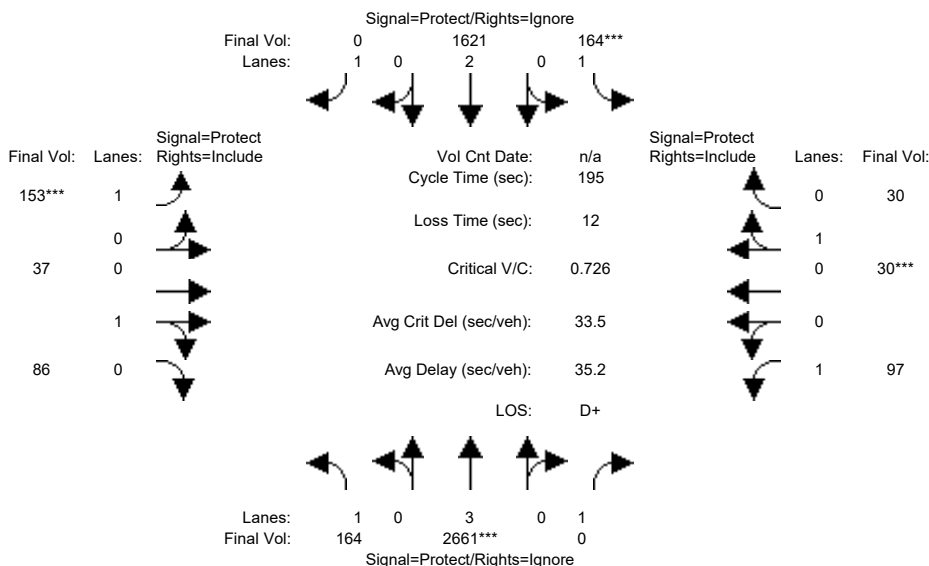 Signal=Protect/Rights=Ignore
Final Vol: 0 1621 164***
Lanes: 1 0 2 0 1
Signal=Protect
Final Vol: Lanes: Rights=Include
Vol Cnt Date: n/a
Signal=Protect
Rights=Include Lanes: Final Vol:
Cycle Time (sec): 195
153*** 1
0 30
Loss Time (sec): 12
0
1
37 0
Critical V/C: 0.726
0 30***
1
Avg Crit Del (sec/veh): 33.5
0
86 0
Avg Delay (sec/veh): 35.2
1 97
LOS: D+
Lanes: 1 0 3 0 1
Final Vol: 164 2661*** 0
Signal=Protect/Rights=Ignore